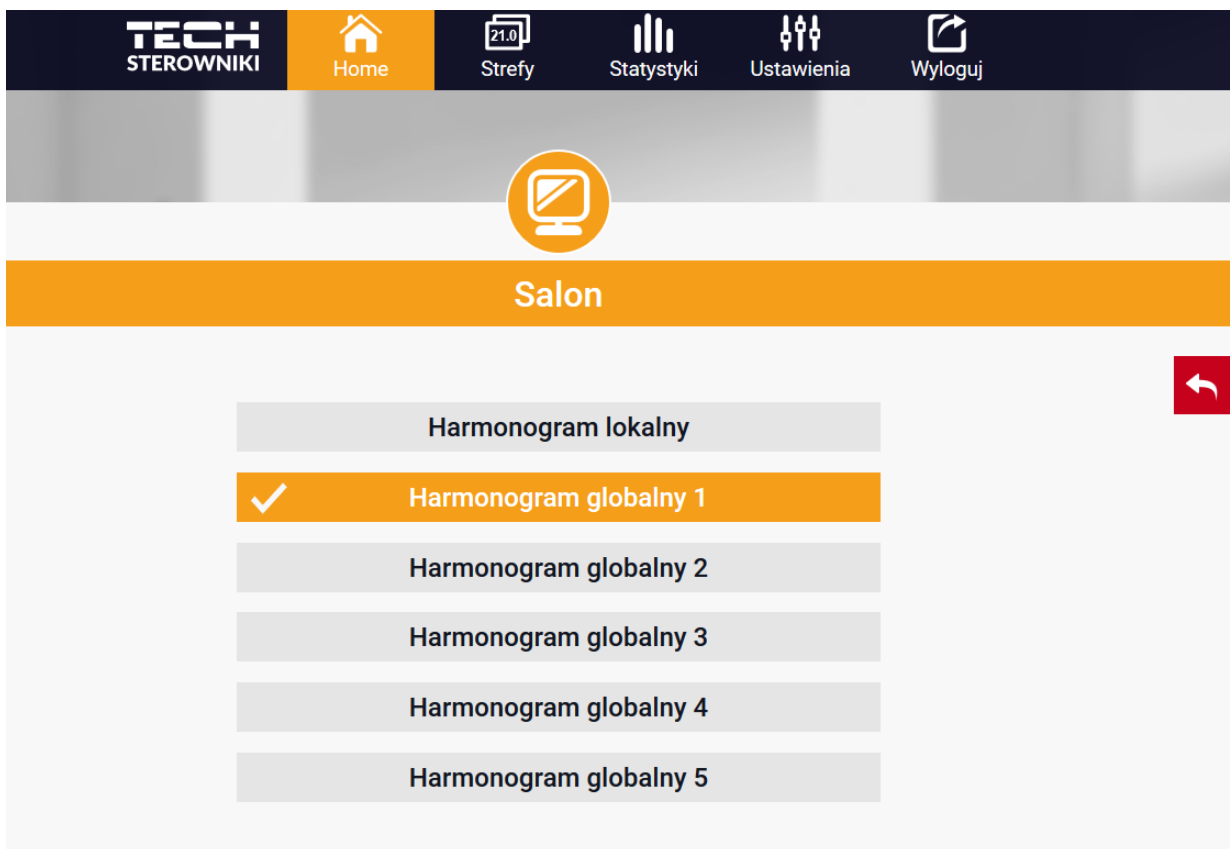 TECH
STEROWNIKI
Home
21.0
Strefy
Statystyki
Ustawienia
Wyloguj
Salon
Harmonogram lokalny
Harmonogram globalny 1
Harmonogram globalny 2
Harmonogram globalny 3
Harmonogram globalny 4
Harmonogram globalny 5